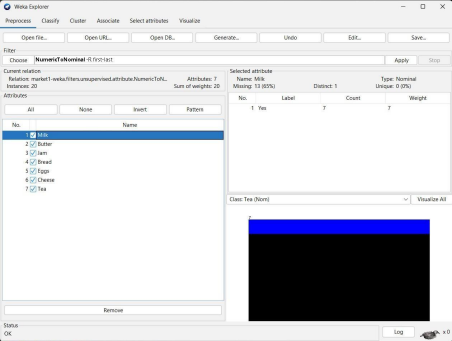 Weka Explorer
Preprocess Classify Cluster Associate Select attributes Visualize
Open file... Open URL... Open DB... Generate... Undo Edit... Save...
Filter
Choose NumericToNominal -R first-last Apply Stop
Current relation
Relation: market1-weka.filters.unsupervised.attribute.NumericToN... Attributes: 7
Instances: 20 Sum of weights: 20
Selected attribute
Name: Milk Type: Nominal
Missing: 13 (65%) Distinct: 1 Unique: 0 (0%)
Attributes
All None Invert Pattern
No. Name
1 Milk
2 Butter
3 Jam
4 Bread
5 Eggs
6 Cheese
7 Tea
Remove
No. Label Count Weight
1 Yes 7 7
Class: Tea (Nom) Visualize All
7
Status
OK
Log x 0